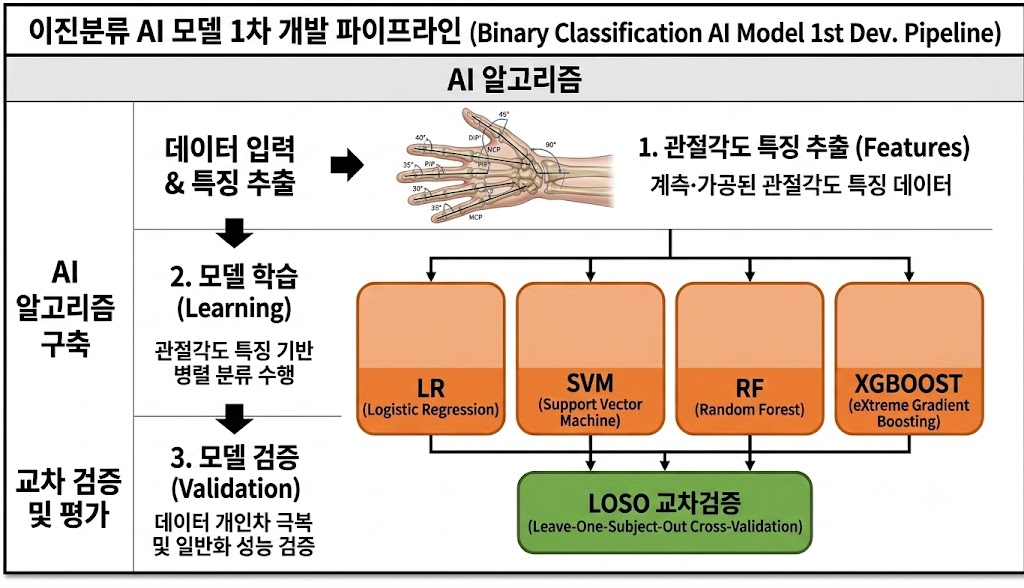 이진분류 AI 모델 1차 개발 파이프라인 (Binary Classification AI Model 1st Dev. Pipeline)
AI 알고리즘
AI
알고리즘
구축
데이터 입력
& 특징 추출
45°
40°
DIP
NCP
90°
35°
PIP
PIE
30°
MCP
1. 관절각도 특징 추출 (Features)
계측·가공된 관절각도 특징 데이터
2. 모델 학습
(Learning)
관절각도 특징 기반
병렬 분류 수행
LR
(Logistic Regression)
SVM
(Support Vector
Machine)
RF
(Random Forest)
XGBOOST
(eXtreme Gradient
Boosting)
교차 검증
및 평가
3. 모델 검증
(Validation)
데이터 개인차 극복
및 일반화 성능 검증
LOSO 교차검증
(Leave-One-Subject-Out Cross-Validation)